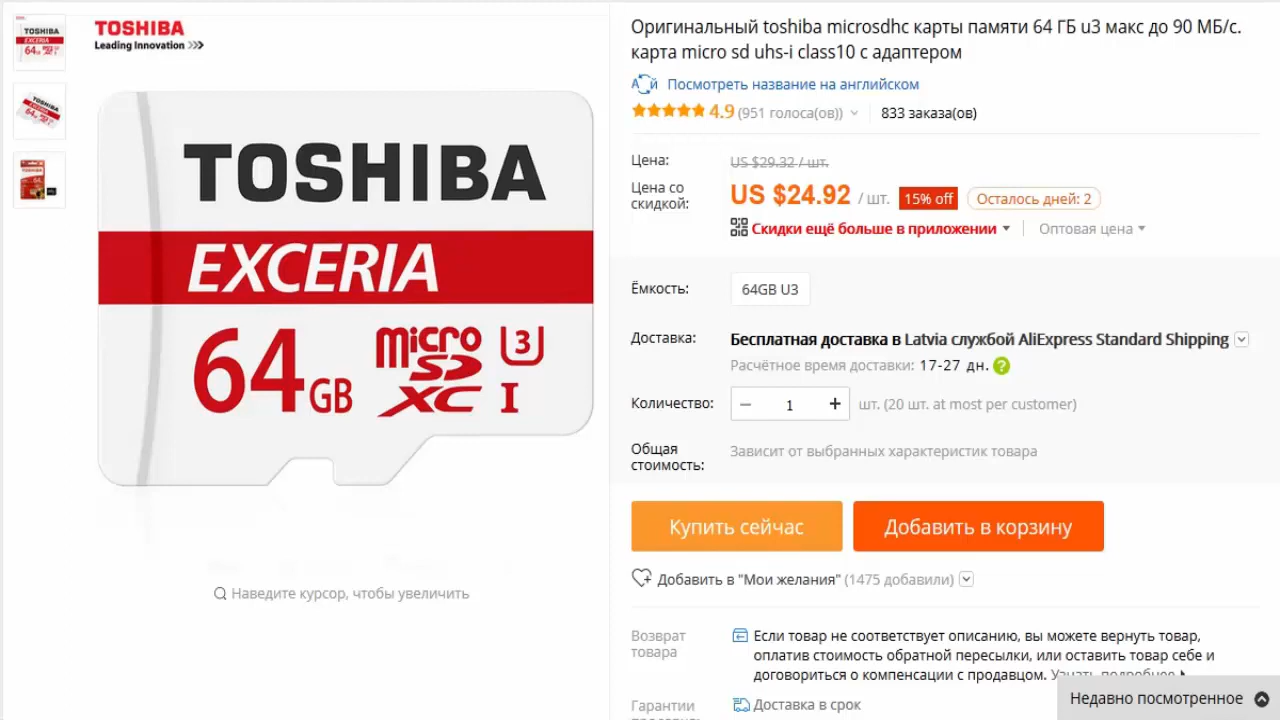 TOSHIBA
Leading Innovation >>>
TOSHIBA
EXCERIA
64GB
micro SD XC
U3
I
Наведите курсор, чтобы увеличить
Оригинальный toshiba microsdhc карты памяти 64 ГБ u3 макс до 90 МБ/с.
карта micro sd uhs-i class10 с адаптером
Посмотреть название на английском
4.9 (951 голоса(ов)) 833 заказа(ов)
Цена: US $29.32 / шт.
Цена со
скидкой:
US $24.92 / шт. 15% off Осталось дней: 2
Скидки ещё больше в приложении Оптовая цена
Ёмкость: 64GB U3
Доставка: Бесплатная доставка в Latvia службой AliExpress Standard Shipping
Расчётное время доставки: 17-27 дн. ?
Количество: − 1 + шт. (20 шт. at most per customer)
Общая
стоимость:
Зависит от выбранных характеристик товара
Купить сейчас Добавить в корзину
Добавить в "Мои желания" (1475 добавили)
Возврат
товара
Если товар не соответствует описанию, вы можете вернуть товар,
оплатив стоимость обратной пересылки, или оставить товар себе и
договориться о компенсации с продавцом. Узнать подробнее
Недавно посмотренное
Гарантии
Доставка в срок